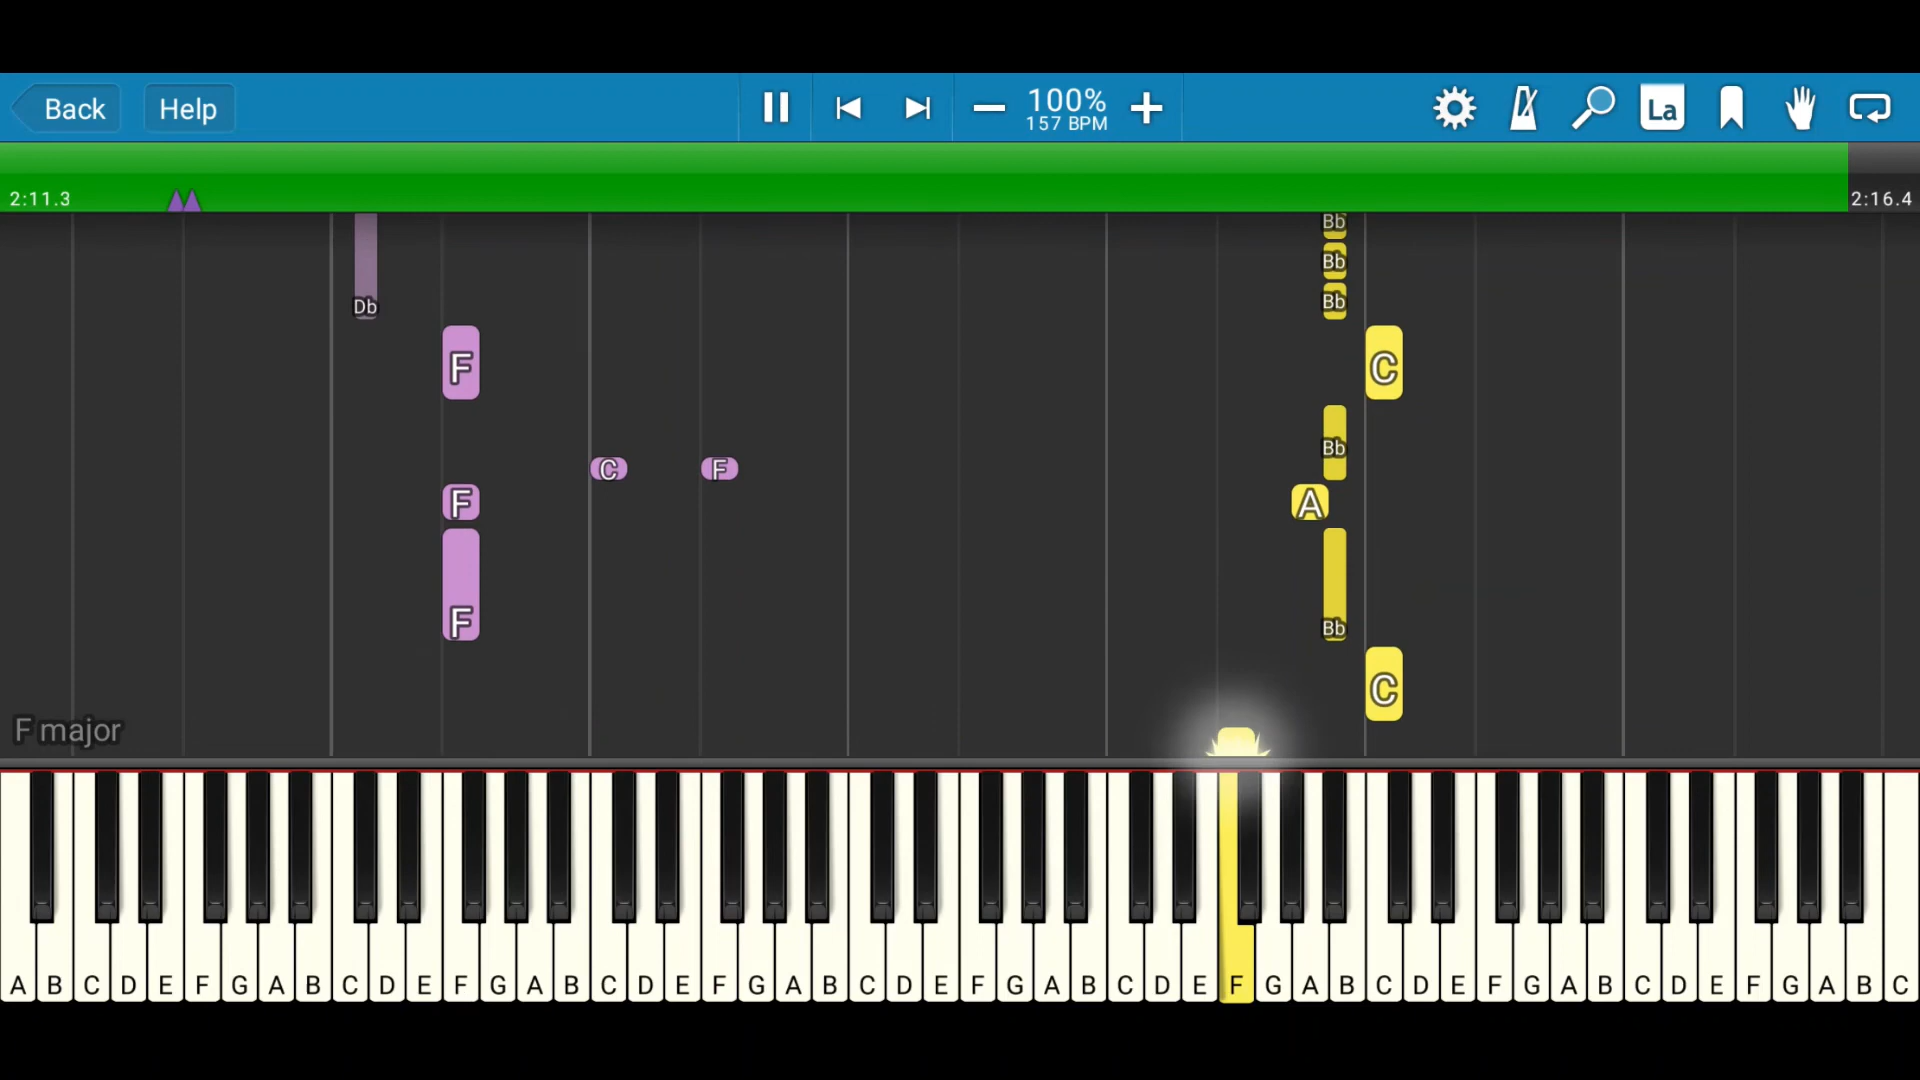 Back Help 100% La
157 BPM
2:11.3 2:16.4
Bb
Bb
Db Bb
F C
Bb
C F
F A
F Bb
C
F major
A B C D E F G A B C D E F G A B C D E F G A B C D E F G A B C D E F G A B C D E F G A B C D E F G A B C